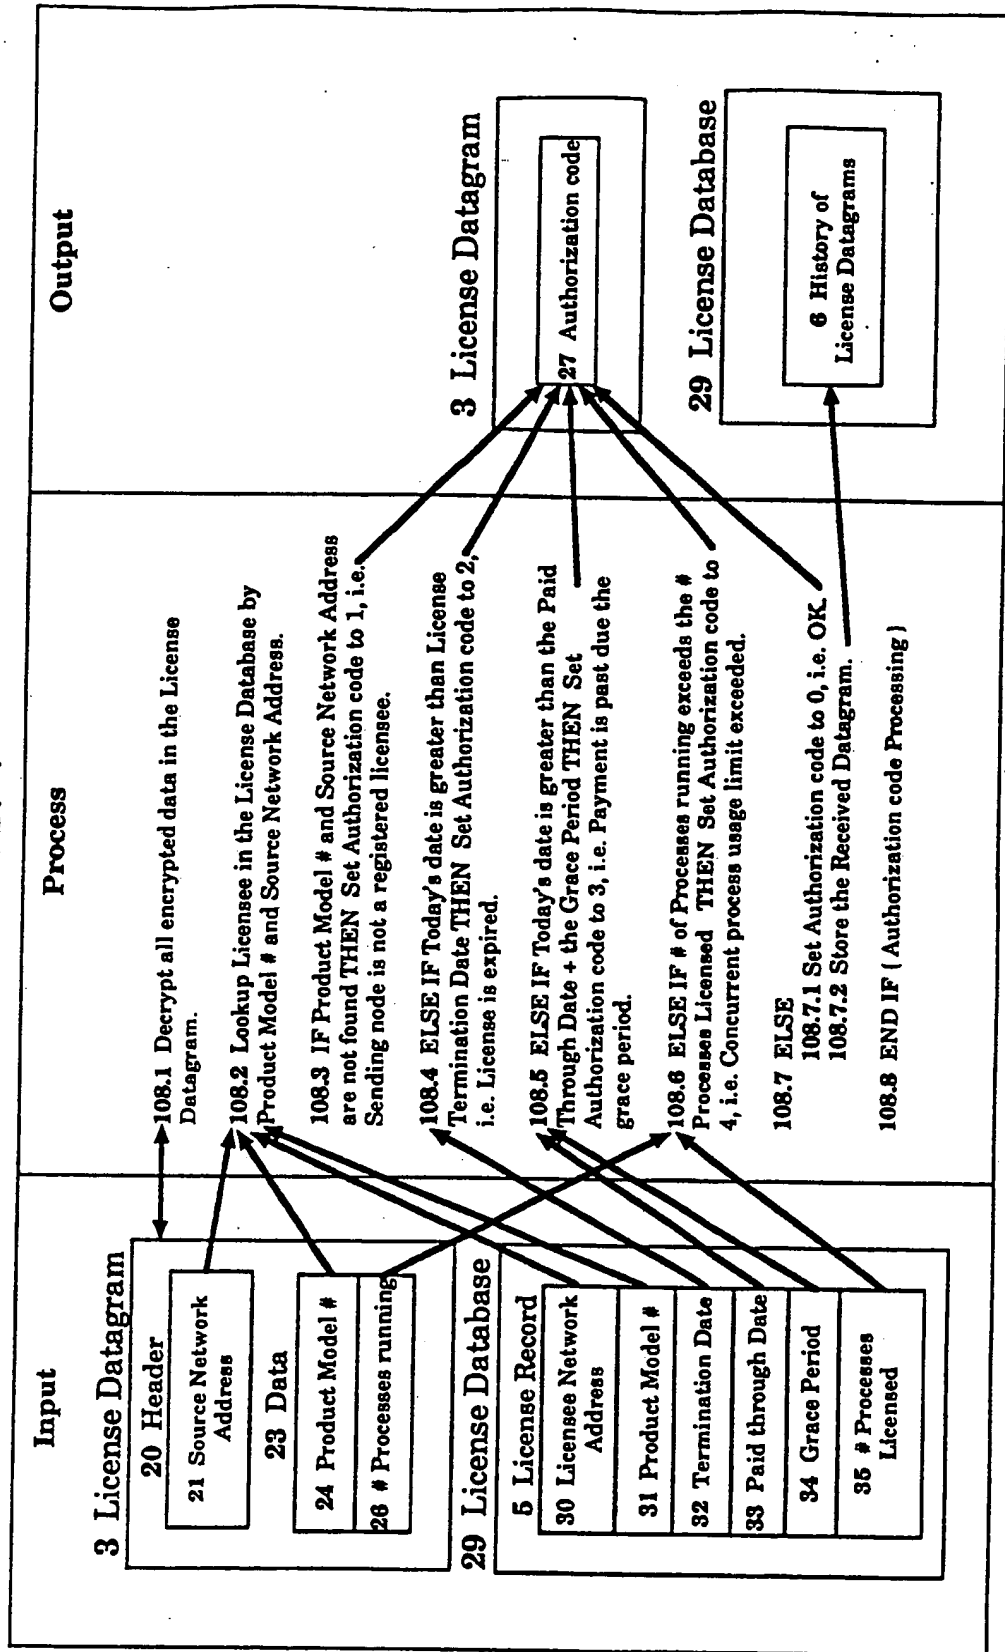 Input
3 License Datagram
20 Header
21 Source Network
Address
23 Data
24 Product Model #
26 # Processes running
29 License Database
5 License Record
30 Licensee Network
Address
31 Product Model #
32 Termination Date
33 Paid through Date
34 Grace Period
35 # Processes
Licensed
Process
108.1 Decrypt all encrypted data in the License
Datagram.
108.2 Lookup Licensee in the License Database by
Product Model # and Source Network Address.
108.3 IF Product Model # and Source Network Address
are not found THEN Set Authorization code to 1, i.e.
Sending node is not a registered licensee.
108.4 ELSE IF Today's date is greater than License
Termination Date THEN Set Authorization code to 2,
i.e. License is expired.
108.5 ELSE IF Today's date is greater than the Paid
Through Date + the Grace Period THEN Set
Authorization code to 3, i.e. Payment is past due the
grace period.
108.6 ELSE IF # of Processes running exceeds the #
Processes Licensed THEN Set Authorization code to
4, i.e. Concurrent process usage limit exceeded.
108.7 ELSE
108.7.1 Set Authorization code to 0, i.e. OK.
108.7.2 Store the Received Datagram.
108.8 END IF ( Authorization code Processing )
Output
3 License Datagram
27 Authorization code
29 License Database
6 History of
License Datagrams